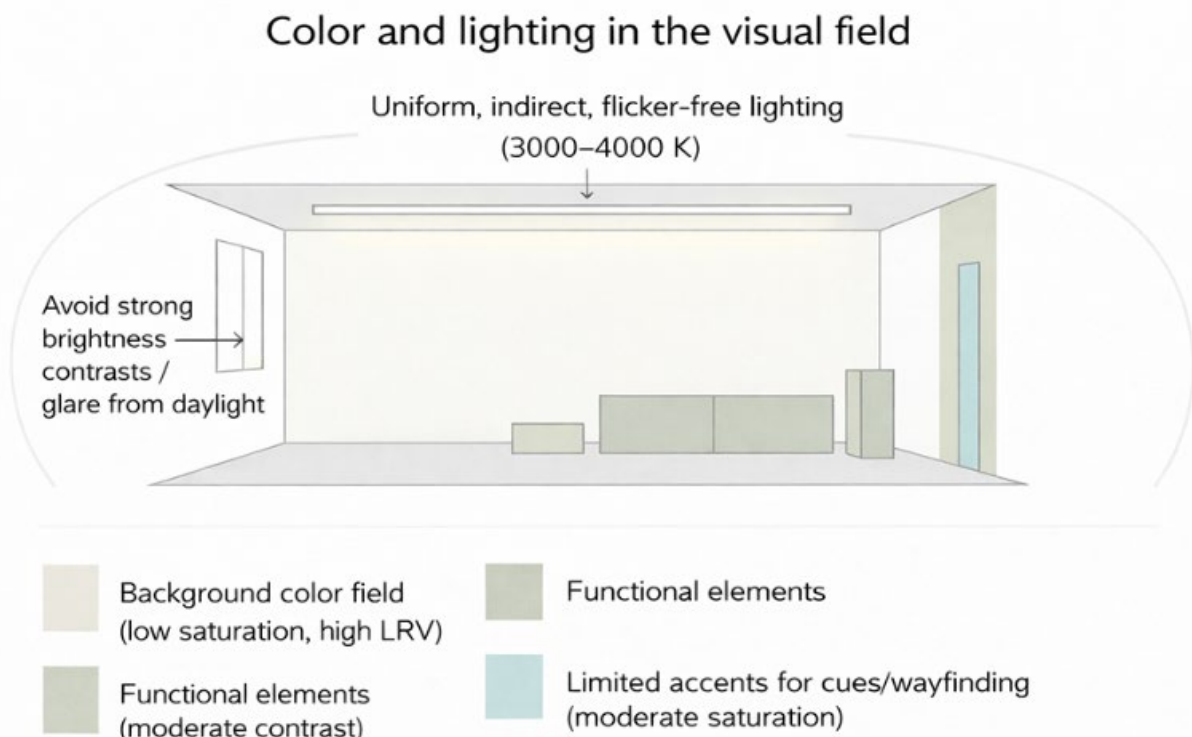 Color and lighting in the visual field
Uniform, indirect, flicker-free lighting
(3000–4000 K)
Avoid strong
brightness
contrasts /
glare from daylight
Background color field
(low saturation, high LRV)
Functional elements
(moderate contrast)
Functional elements
Limited accents for cues/wayfinding
(moderate saturation)